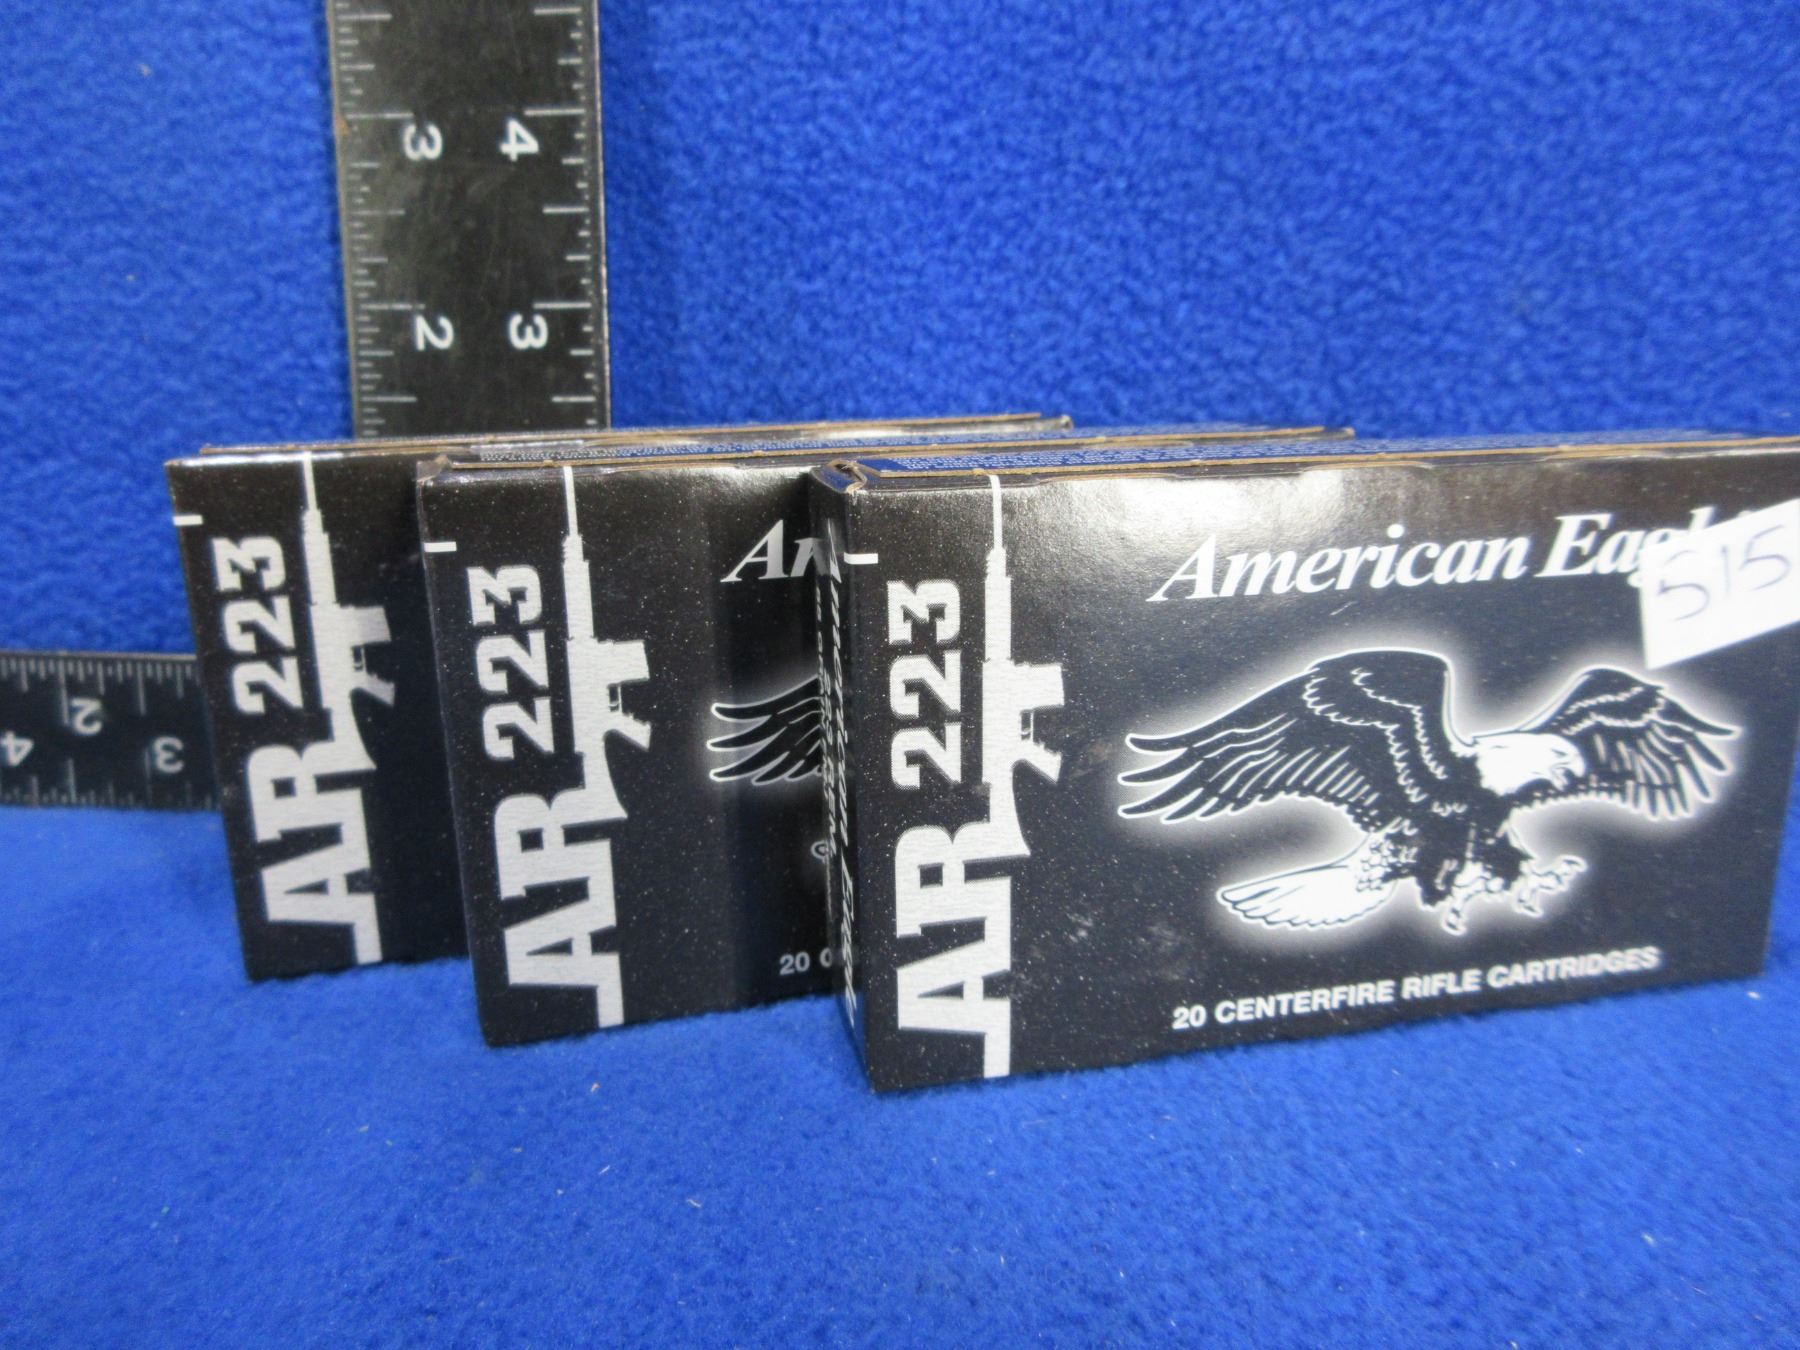 3 4
2 3
2
4 3
AR 223
AR 223
AR 223
American Eagle
515
20 CENTERFIRE RIFLE CARTRIDGES
20